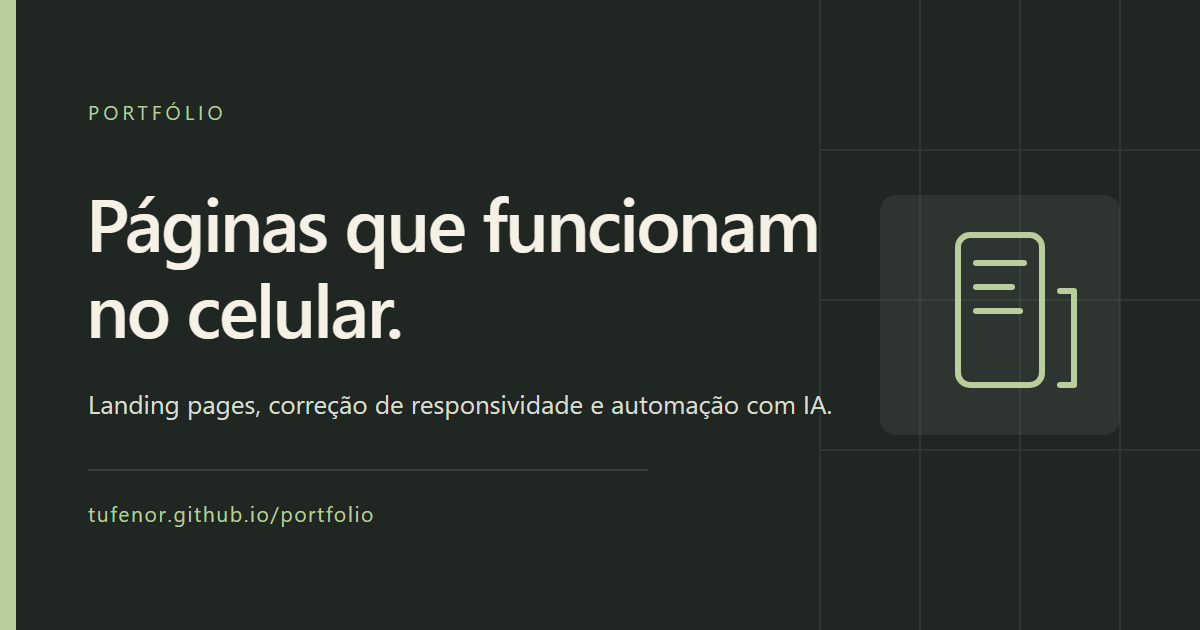 PORTFÓLIO
Páginas que funcionam
no celular.
Landing pages, correção de responsividade e automação com IA.
tufenor.github.io/portfolio